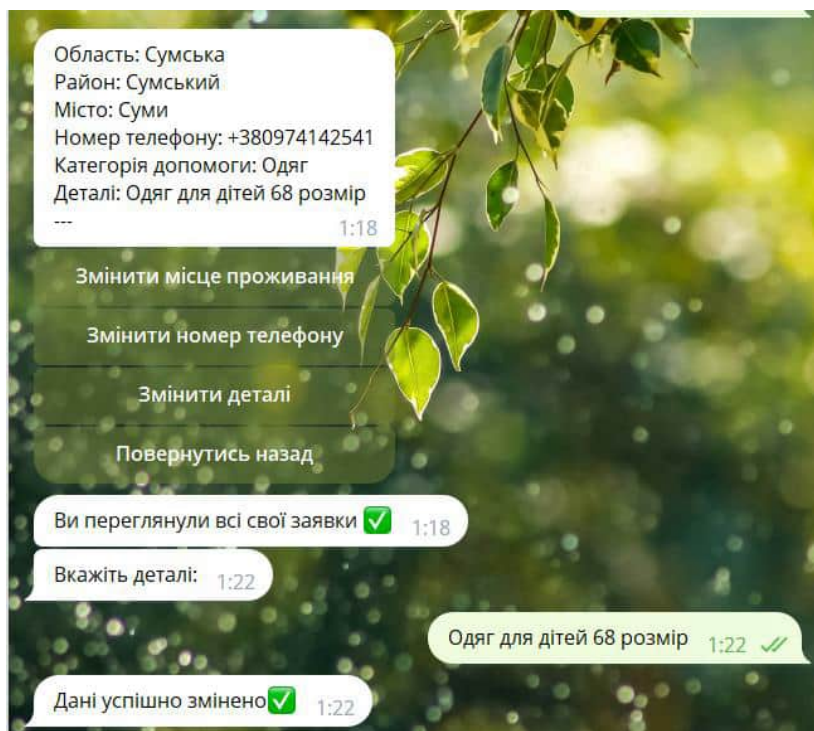 Область: Сумська
Район: Сумський
Місто: Суми
Номер телефону: +380974142541
Категорія допомоги: Одяг
Деталі: Одяг для дітей 68 розмір
---
1:18
Змінити місце проживання
Змінити номер телефону
Змінити деталі
Повернутись назад
Ви переглянули всі свої заявки ✅ 1:18
Вкажіть деталі: 1:22
Одяг для дітей 68 розмір 1:22
Дані успішно змінено✅ 1:22